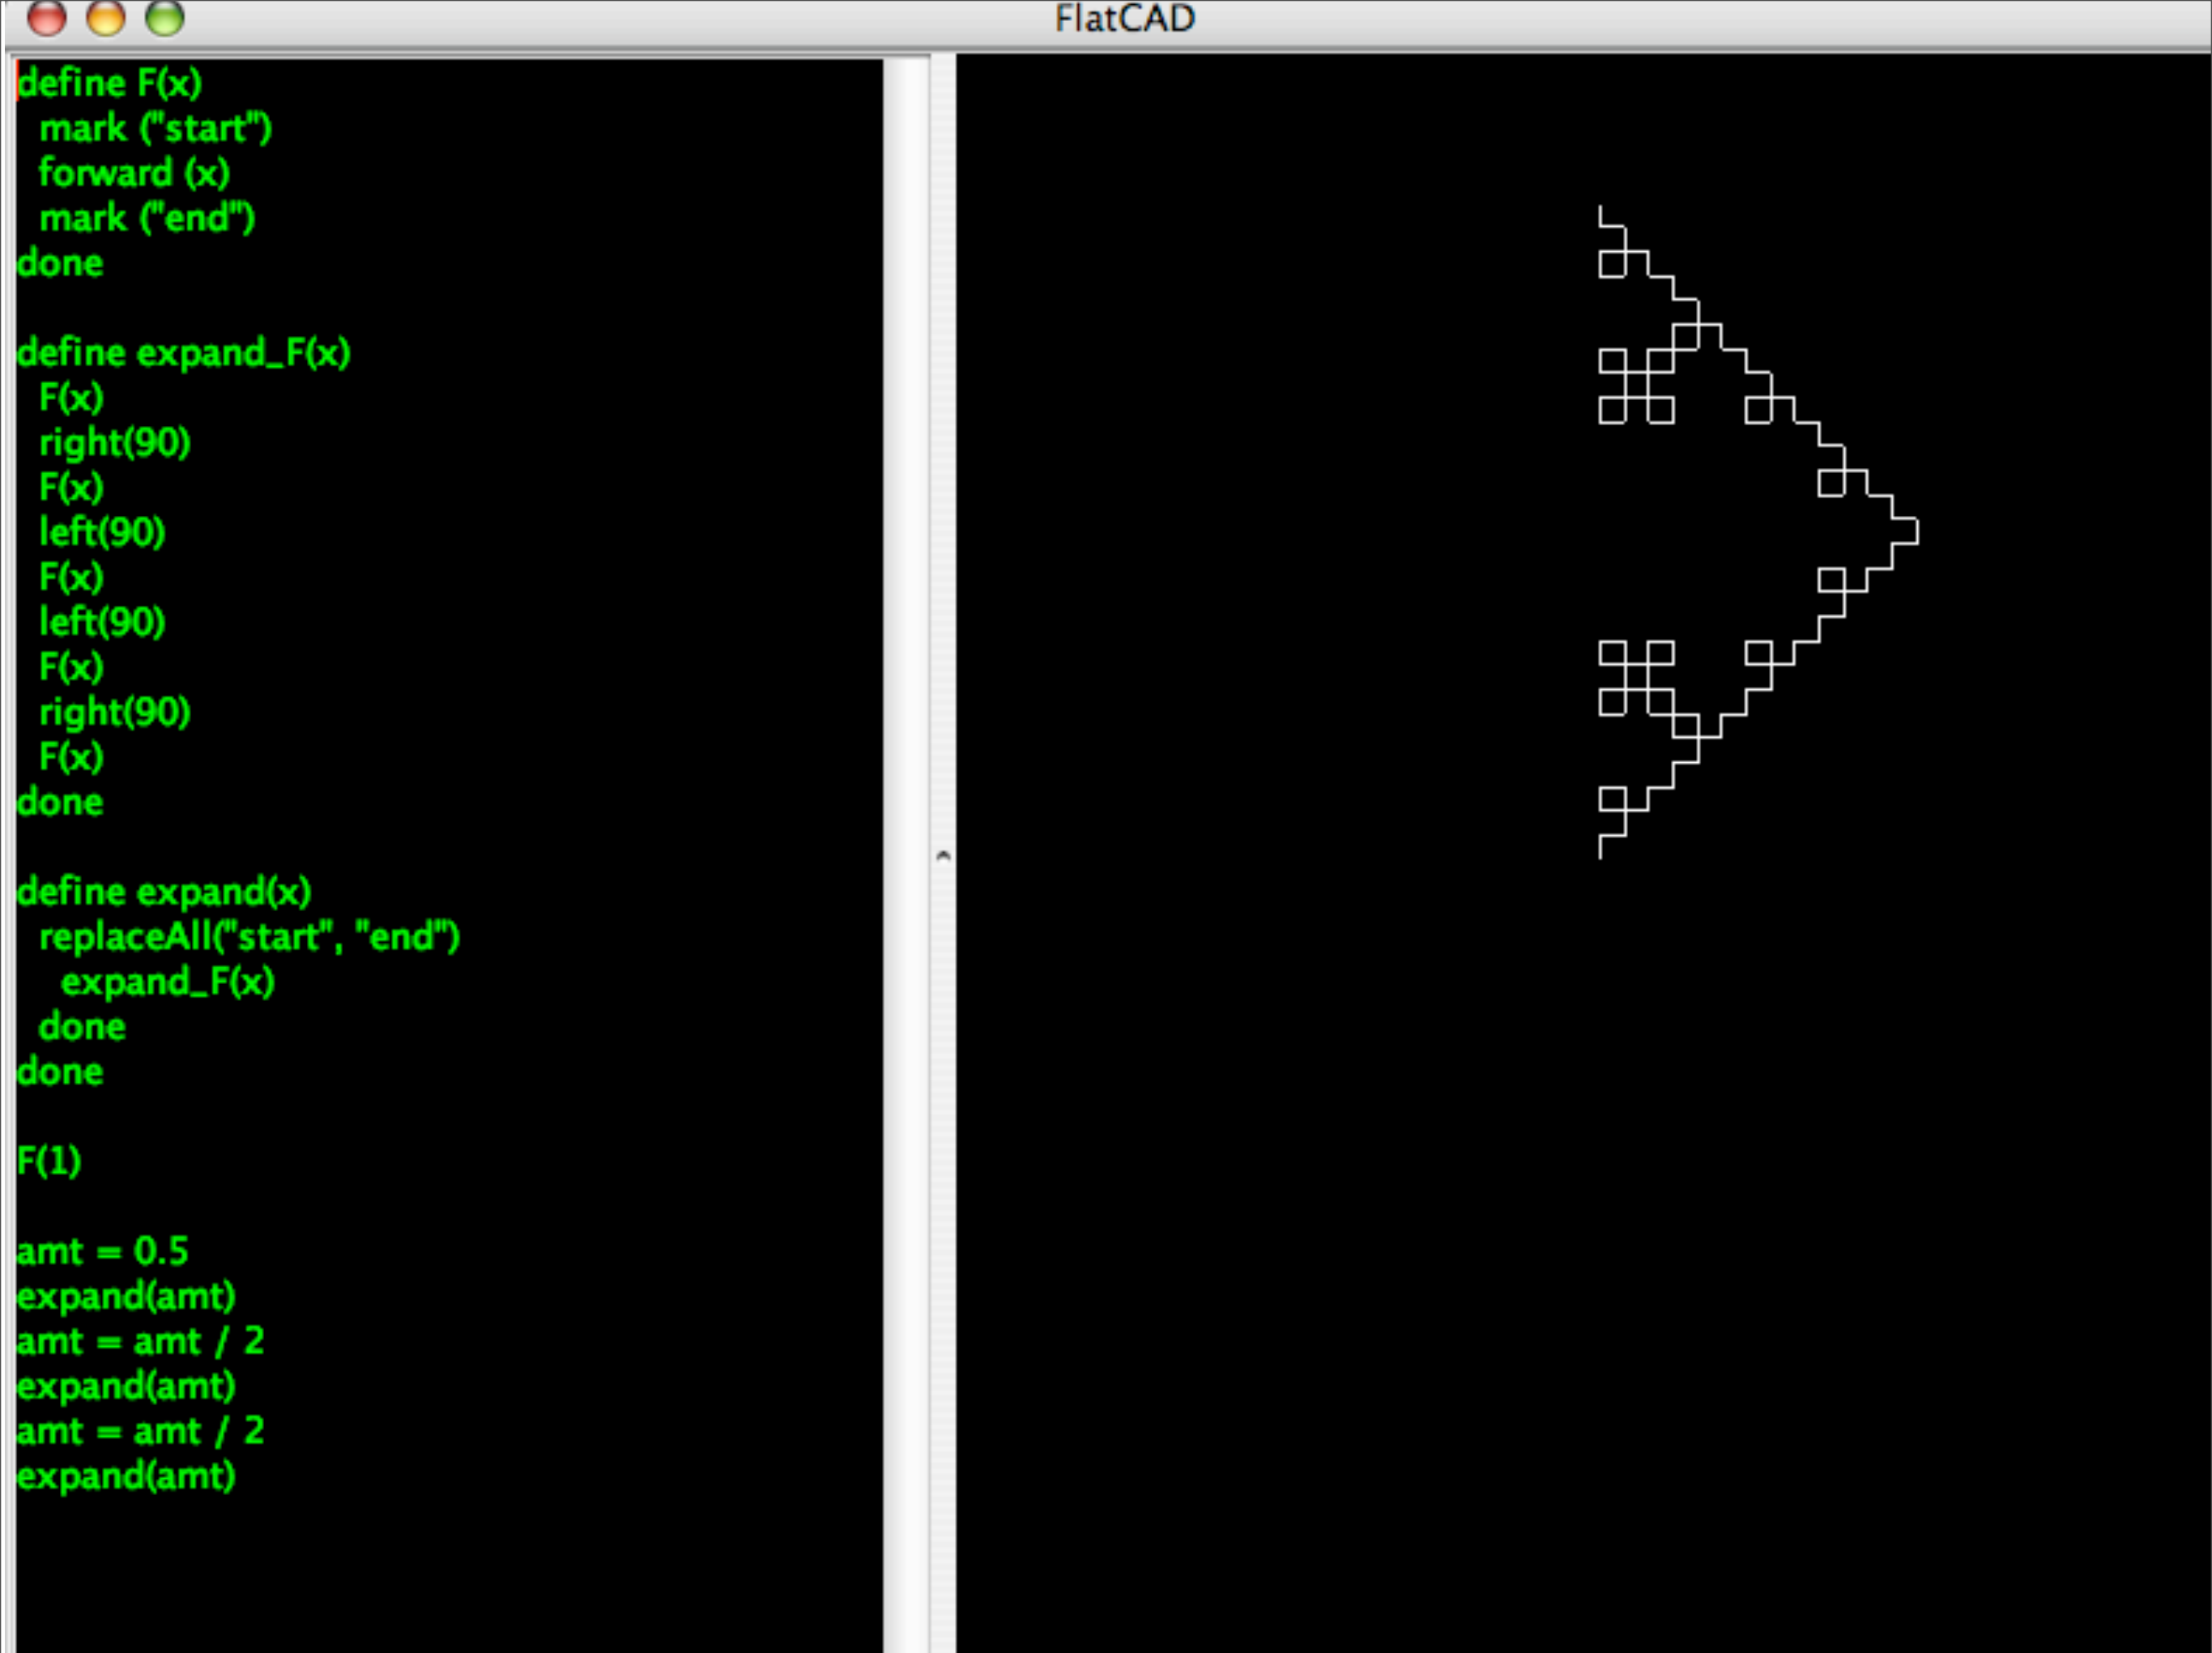 FlatCAD
define F(x)
mark ("start")
forward (x)
mark ("end")
done
define expand_F(x)
F(x)
right(90)
F(x)
left(90)
F(x)
left(90)
F(x)
right(90)
F(x)
done
define expand(x)
replaceAll("start", "end")
expand_F(x)
done
done
F(1)
amt = 0.5
expand(amt)
amt = amt / 2
expand(amt)
amt = amt / 2
expand(amt)